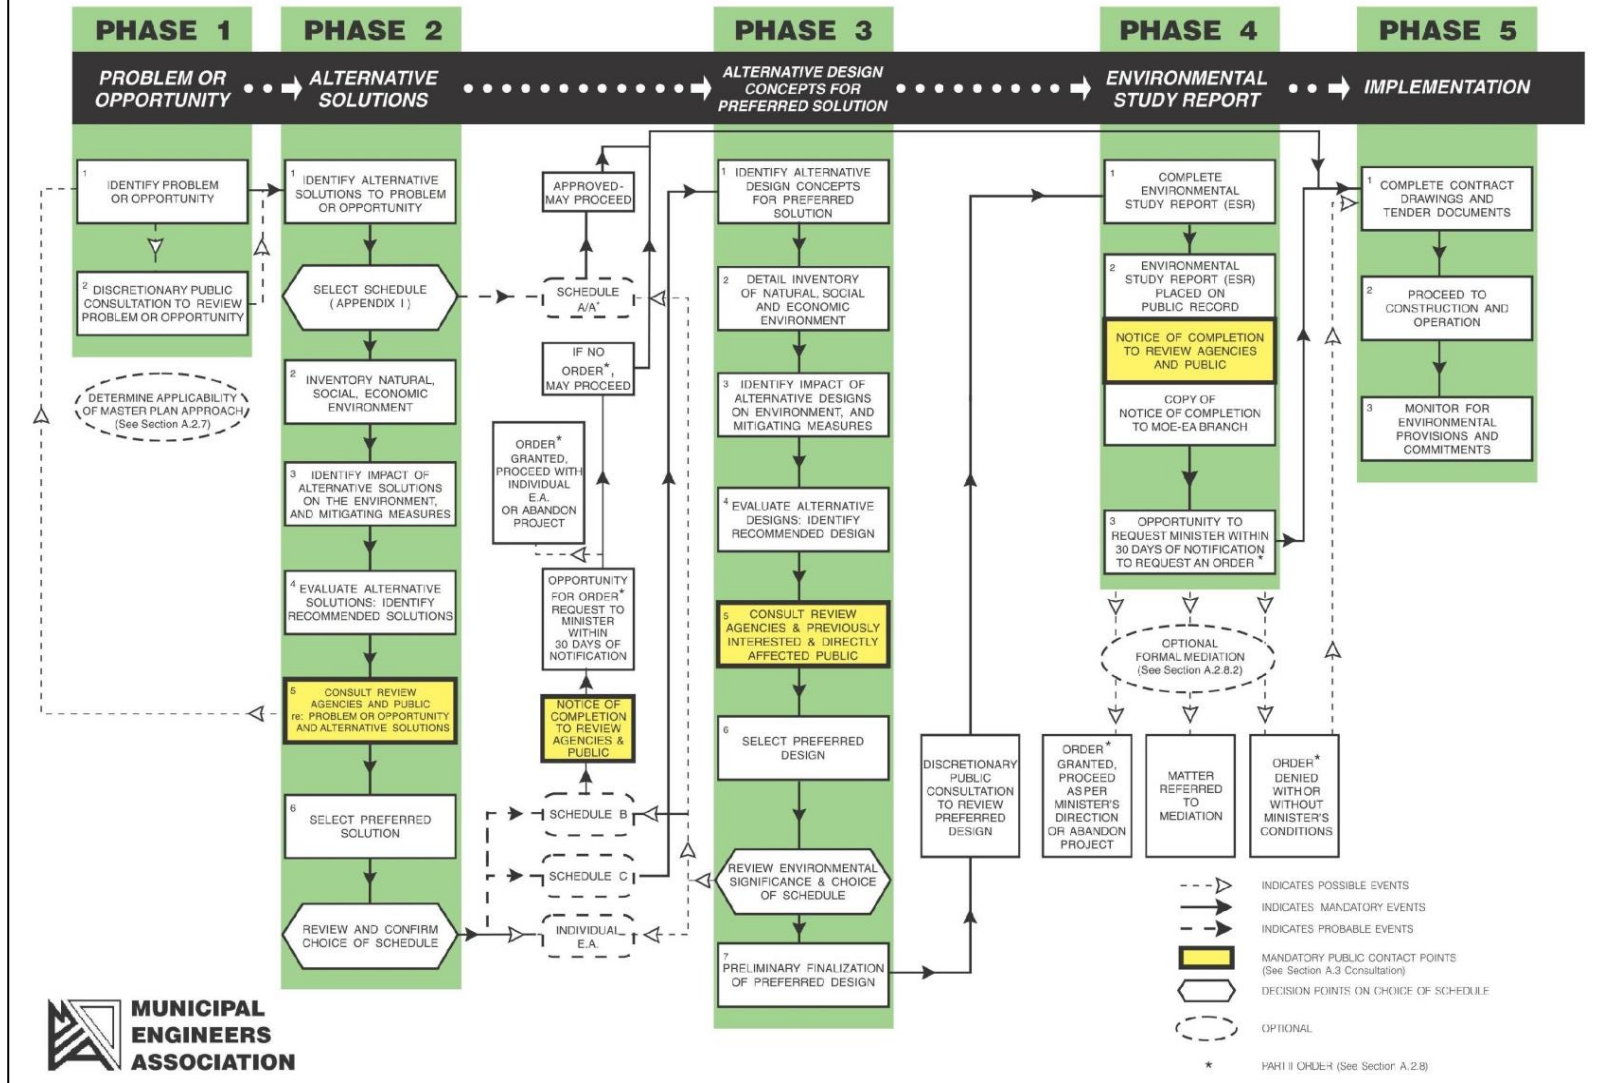 PHASE 1
PHASE 2
PHASE 3
PHASE 4
PHASE 5
PROBLEM OR
OPPORTUNITY
ALTERNATIVE
SOLUTIONS
ALTERNATIVE DESIGN
CONCEPTS FOR
PREFERRED SOLUTION
ENVIRONMENTAL
STUDY REPORT
IMPLEMENTATION
1
IDENTIFY PROBLEM
OR OPPORTUNITY
2 DISCRETIONARY PUBLIC
CONSULTATION TO REVIEW
PROBLEM OR OPPORTUNITY
DETERMINE APPLICABILITY
OF MASTER PLAN APPROACH
(See Section A.2.7)
1
IDENTIFY ALTERNATIVE
SOLUTIONS TO PROBLEM
OR OPPORTUNITY
SELECT SCHEDULE
(APPENDIX I)
2
INVENTORY NATURAL,
SOCIAL, ECONOMIC
ENVIRONMENT
3 IDENTIFY IMPACT OF
ALTERNATIVE SOLUTIONS
ON THE ENVIRONMENT,
AND MITIGATING MEASURES
4 EVALUATE ALTERNATIVE
SOLUTIONS: IDENTIFY
RECOMMENDED SOLUTIONS
5 CONSULT REVIEW
AGENCIES AND PUBLIC
re: PROBLEM OR OPPORTUNITY
AND ALTERNATIVE SOLUTIONS
6
SELECT PREFERRED
SOLUTION
REVIEW AND CONFIRM
CHOICE OF SCHEDULE
APPROVED-
MAY PROCEED
SCHEDULE
A/A+
IF NO
ORDER*,
MAY PROCEED
ORDER*
GRANTED,
PROCEED WITH
INDIVIDUAL
E.A.
OR ABANDON
PROJECT
OPPORTUNITY
FOR ORDER*
REQUEST TO
MINISTER
WITHIN
30 DAYS OF
NOTIFICATION
NOTICE OF
COMPLETION
TO REVIEW
AGENCIES &
PUBLIC
SCHEDULE B
SCHEDULE C
INDIVIDUAL
E.A.
1 IDENTIFY ALTERNATIVE
DESIGN CONCEPTS
FOR PREFERRED
SOLUTION
2 DETAIL INVENTORY
OF NATURAL, SOCIAL
AND ECONOMIC
ENVIRONMENT
3 IDENTIFY IMPACT OF
ALTERNATIVE DESIGNS
ON ENVIRONMENT, AND
MITIGATING MEASURES
4 EVALUATE ALTERNATIVE
DESIGNS: IDENTIFY
RECOMMENDED DESIGN
5 CONSULT REVIEW
AGENCIES & PREVIOUSLY
INTERESTED & DIRECTLY
AFFECTED PUBLIC
6
SELECT PREFERRED
DESIGN
REVIEW ENVIRONMENTAL
SIGNIFICANCE & CHOICE
OF SCHEDULE
7
PRELIMINARY FINALIZATION
OF PREFERRED DESIGN
DISCRETIONARY
PUBLIC
CONSULTATION
TO REVIEW
PREFERRED
DESIGN
1 COMPLETE
ENVIRONMENTAL
STUDY REPORT (ESR)
2 ENVIRONMENTAL
STUDY REPORT (ESR)
PLACED ON
PUBLIC RECORD
NOTICE OF COMPLETION
TO REVIEW AGENCIES
AND PUBLIC
COPY OF
NOTICE OF COMPLETION
TO MOE-EA BRANCH
3 OPPORTUNITY TO
REQUEST MINISTER WITHIN
30 DAYS OF NOTIFICATION
TO REQUEST AN ORDER*
OPTIONAL
FORMAL MEDIATION
(See Section A.2.8.2)
ORDER*
GRANTED,
PROCEED
AS PER
MINISTER'S
DIRECTION
OR ABANDON
PROJECT
MATTER
REFERRED
TO
MEDIATION
ORDER*
DENIED
WITH OR
WITHOUT
MINISTER'S
CONDITIONS
1 COMPLETE CONTRACT
DRAWINGS AND
TENDER DOCUMENTS
2 PROCEED TO
CONSTRUCTION AND
OPERATION
3 MONITOR FOR
ENVIRONMENTAL
PROVISIONS AND
COMMITMENTS
INDICATES POSSIBLE EVENTS
INDICATES MANDATORY EVENTS
INDICATES PROBABLE EVENTS
MANDATORY PUBLIC CONTACT POINTS
(See Section A.3 Consultation)
DECISION POINTS ON CHOICE OF SCHEDULE
OPTIONAL
* PART II ORDER (See Section A.2.8)
MEA
MUNICIPAL
ENGINEERS
ASSOCIATION